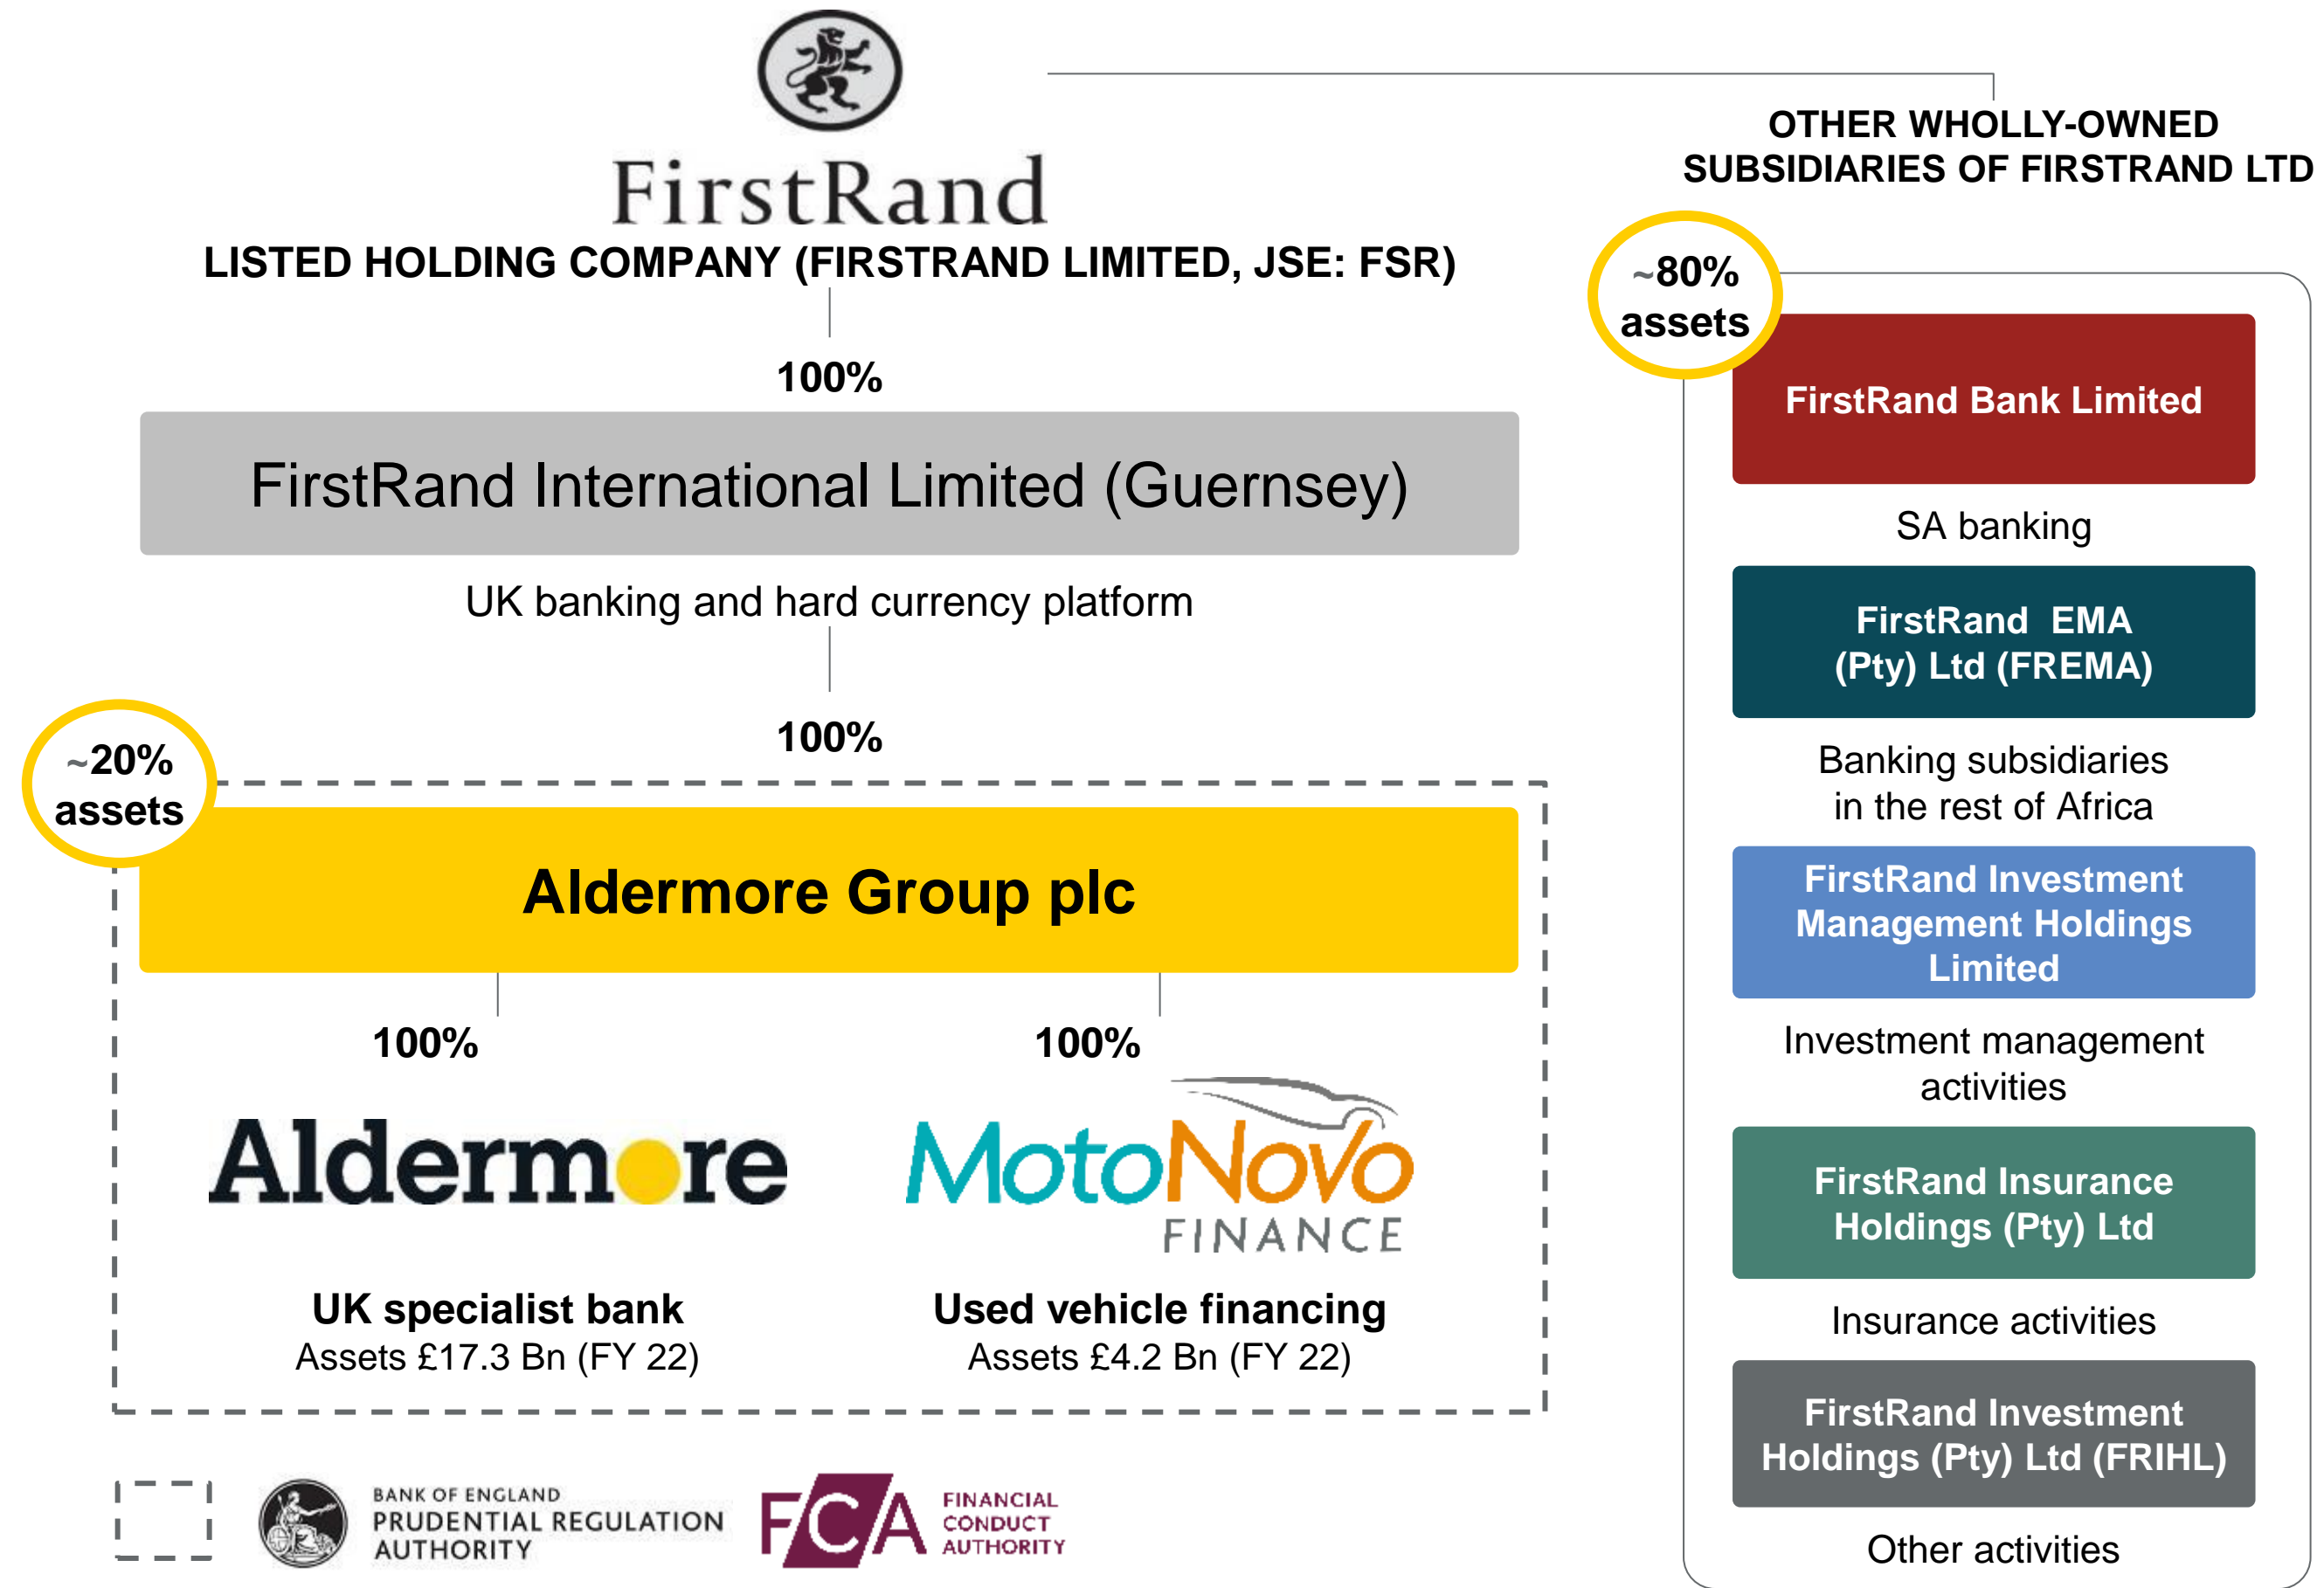 FirstRand
LISTED HOLDING COMPANY (FIRSTRAND LIMITED, JSE: FSR)
100%
FirstRand International Limited (Guernsey)
UK banking and hard currency platform
100%
~20%
assets
Aldermore Group plc
100%
100%
Aldermore
MotoNovo
FINANCE
UK specialist bank
Assets £17.3 Bn (FY 22)
Used vehicle financing
Assets £4.2 Bn (FY 22)
BANK OF ENGLAND
PRUDENTIAL REGULATION
AUTHORITY
FCA
FINANCIAL
CONDUCT
AUTHORITY
OTHER WHOLLY-OWNED
SUBSIDIARIES OF FIRSTRAND LTD
~80%
assets
FirstRand Bank Limited
SA banking
FirstRand EMA
(Pty) Ltd (FREMA)
Banking subsidiaries
in the rest of Africa
FirstRand Investment
Management Holdings
Limited
Investment management
activities
FirstRand Insurance
Holdings (Pty) Ltd
Insurance activities
FirstRand Investment
Holdings (Pty) Ltd (FRIHL)
Other activities